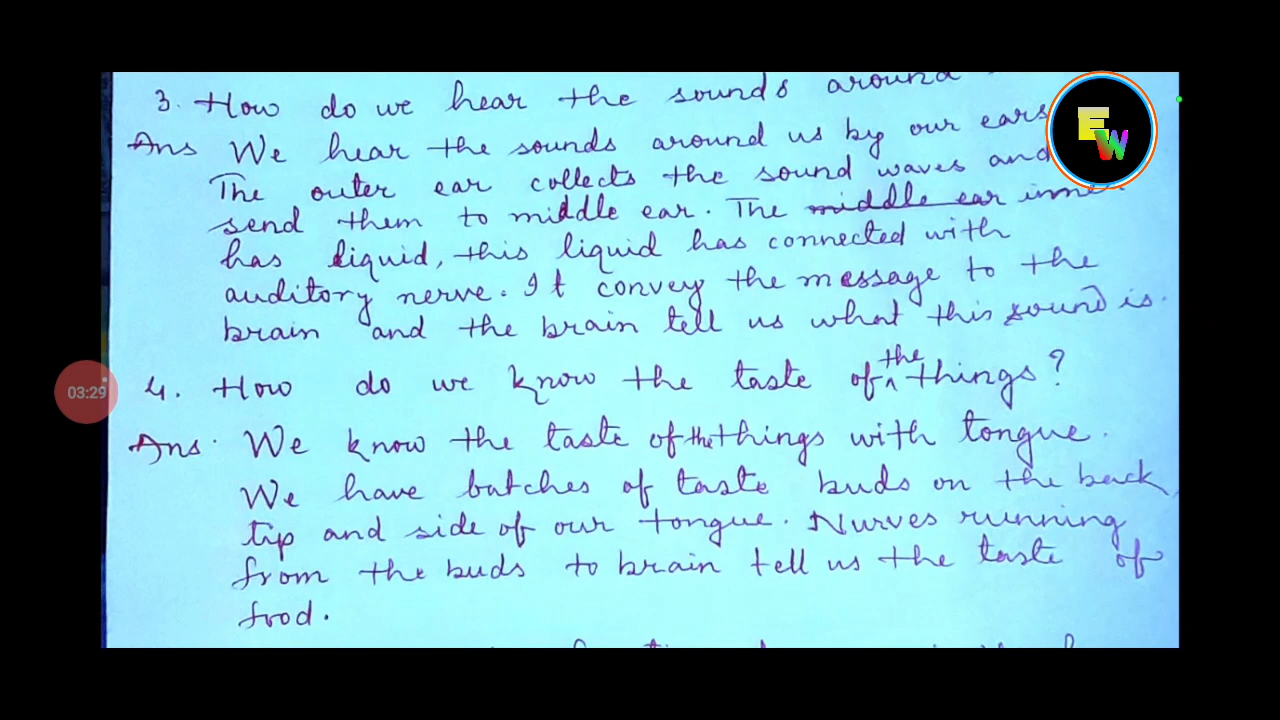 3. How do we hear the sounds around
Ans We hear the sounds around us by our ears
The outer ear collects the sound waves and
send them to middle ear. The middle ear inner
has liquid, this liquid has connected with
auditory nerve. It convey the message to the
brain and the brain tell us what this sound is.
4. How do we know the taste of the things?
Ans. We know the taste of the things with tongue.
We have batches of taste buds on the back,
tip and side of our tongue. Nurves running
from the buds to brain tell us the taste of
food.
EW
03:29